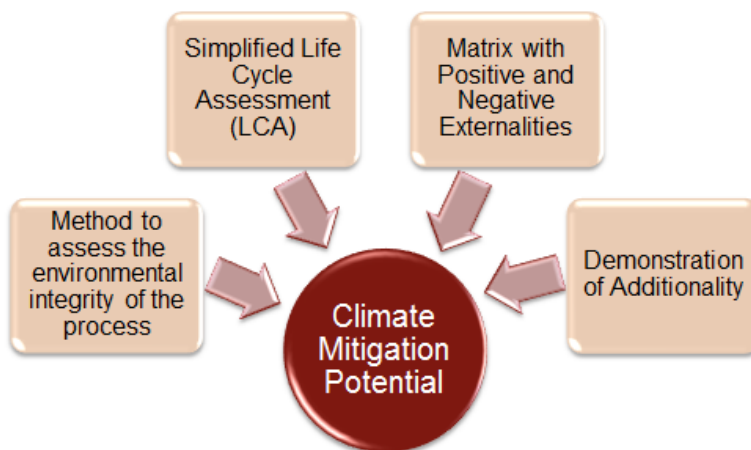 Simplified Life
Cycle
Assessment
(LCA)
Matrix with
Positive and
Negative
Externalities
Method to
assess the
environmental
integrity of the
process
Demonstration
of Additionality
Climate
Mitigation
Potential